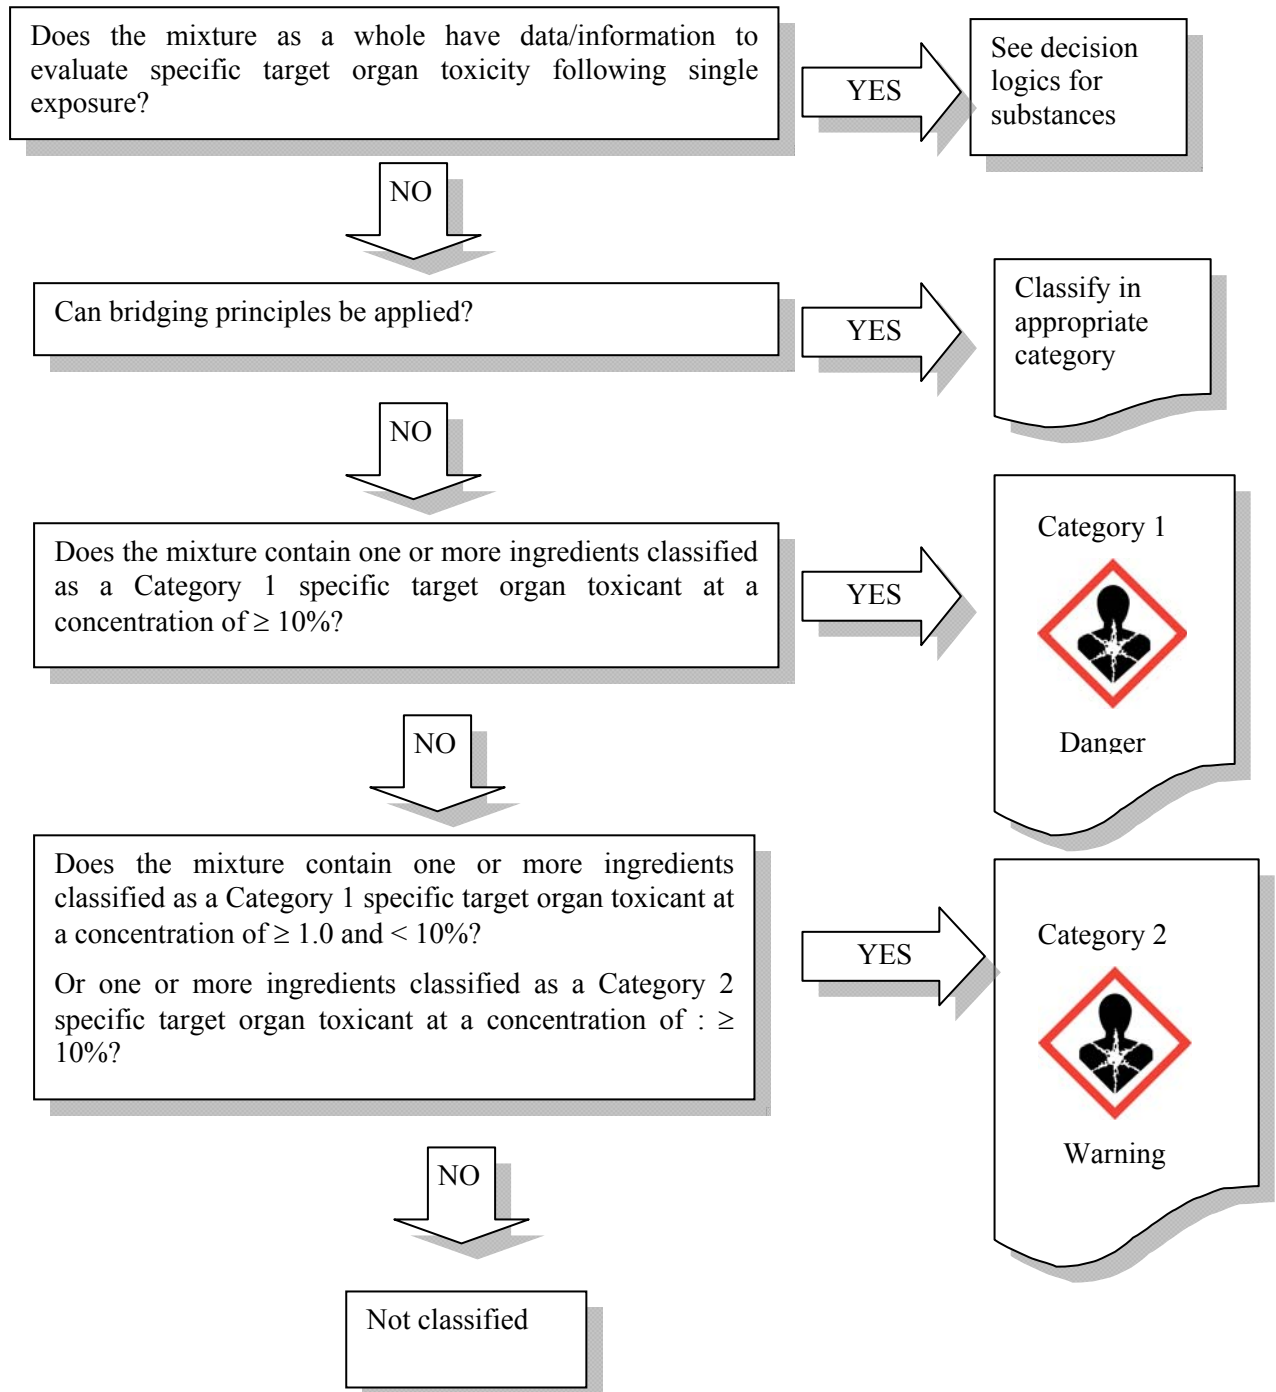 Does the mixture as a whole have data/information to
evaluate specific target organ toxicity following single
exposure?
YES
See decision
logics for
substances
NO
Can bridging principles be applied?
YES
Classify in
appropriate
category
NO
Does the mixture contain one or more ingredients classified
as a Category 1 specific target organ toxicant at a
concentration of ≥ 10%?
YES
Category 1
Danger
NO
Does the mixture contain one or more ingredients
classified as a Category 1 specific target organ toxicant at
a concentration of ≥ 1.0 and < 10%?
Or one or more ingredients classified as a Category 2
specific target organ toxicant at a concentration of : ≥
10%?
YES
Category 2
Warning
NO
Not classified